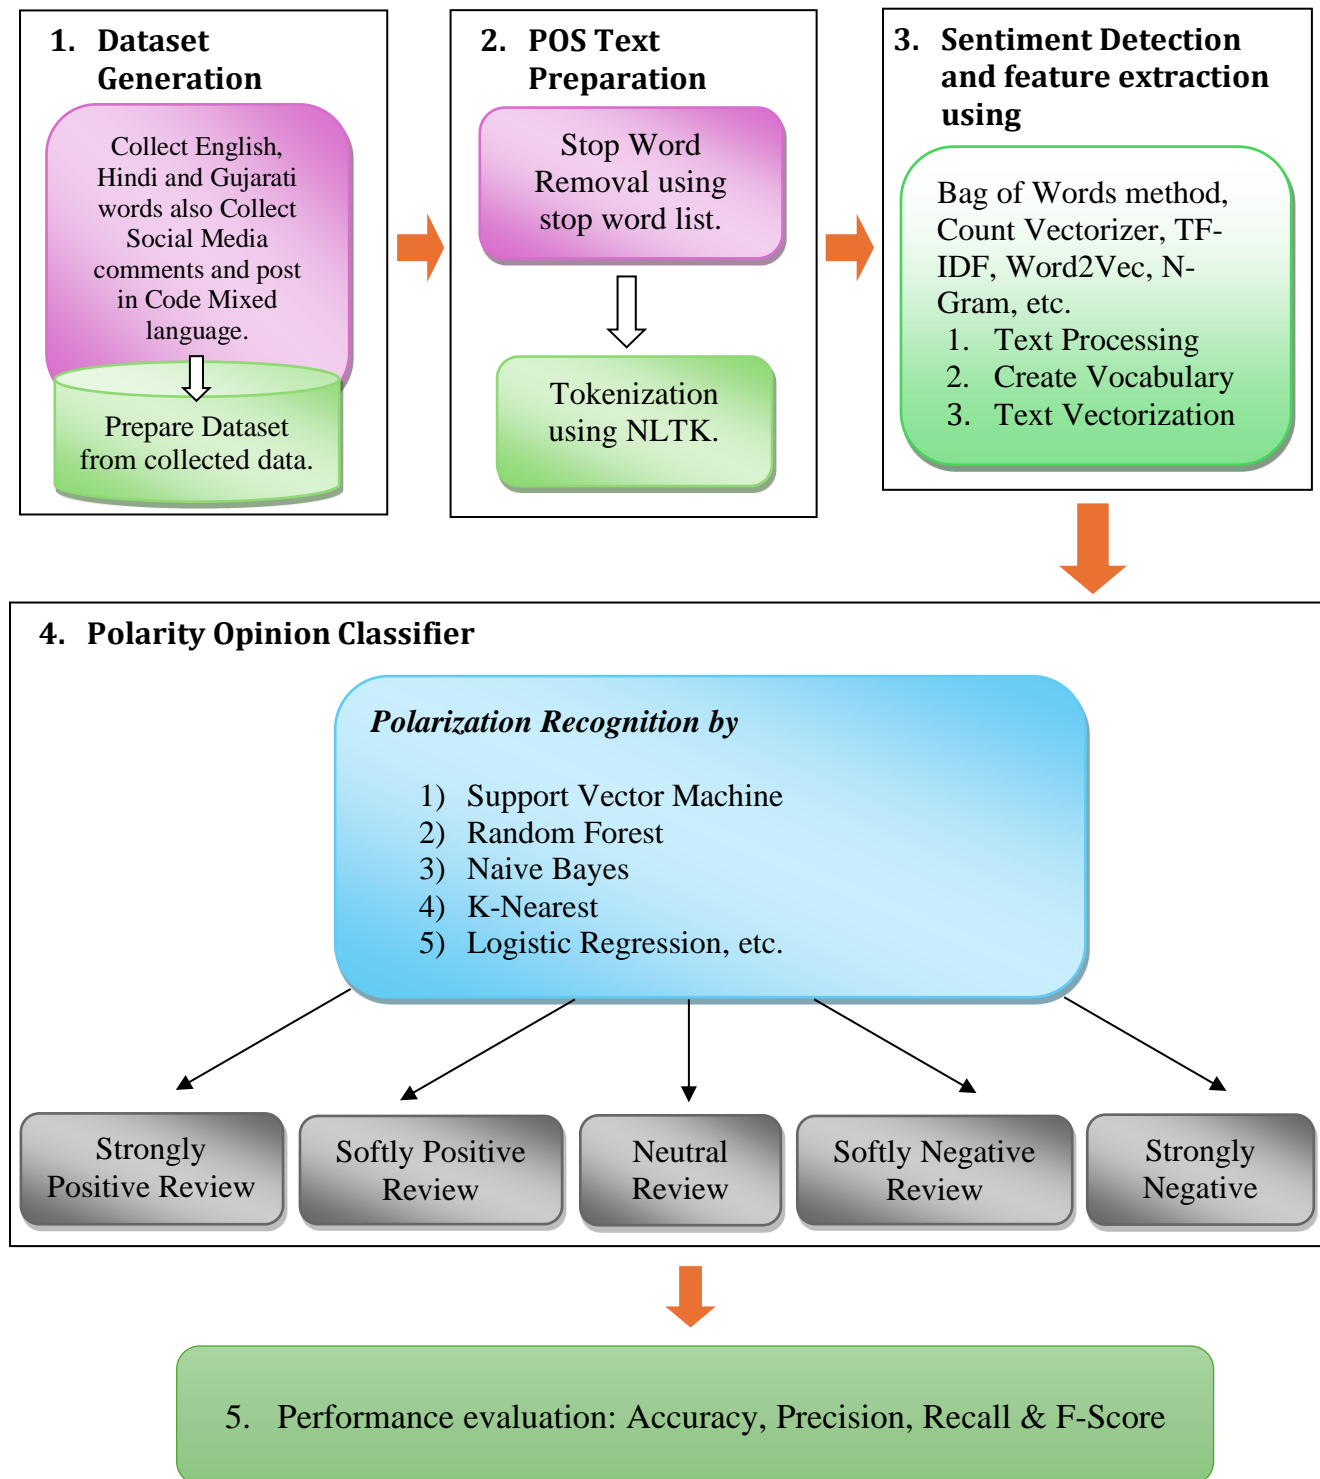 1. Dataset
Generation
Collect English,
Hindi and Gujarati
words also Collect
Social Media
comments and post
in Code Mixed
language.
Prepare Dataset
from collected data.
2. POS Text
Preparation
Stop Word
Removal using
stop word list.
Tokenization
using NLTK.
3. Sentiment Detection
and feature extraction
using
Bag of Words method,
Count Vectorizer, TF-
IDF, Word2Vec, N-
Gram, etc.
1. Text Processing
2. Create Vocabulary
3. Text Vectorization
4. Polarity Opinion Classifier
Polarization Recognition by
1) Support Vector Machine
2) Random Forest
3) Naive Bayes
4) K-Nearest
5) Logistic Regression, etc.
Strongly
Positive Review
Softly Positive
Review
Neutral
Review
Softly Negative
Review
Strongly
Negative
5. Performance evaluation: Accuracy, Precision, Recall & F-Score